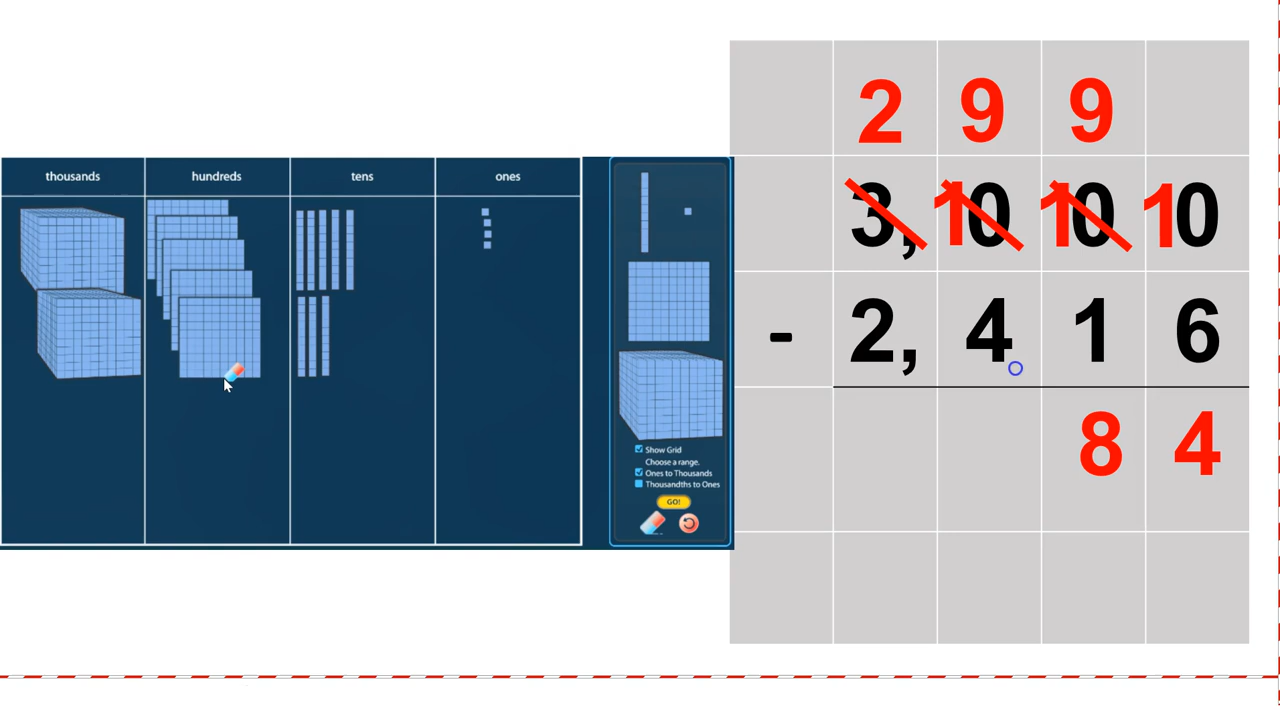 thousands hundreds tens ones
Show Grid
Choose a range.
Ones to Thousands
Thousandths to Ones
GO!
2 9 9
3, 10 10 10
- 2, 4 1 6
8 4